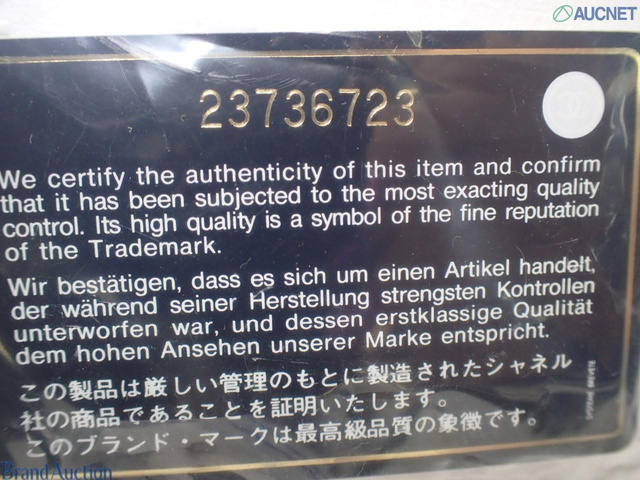 AUCNET
23736723
We certify the authenticity of this item and confirm
that it has been subjected to the most exacting quality
control. Its high quality is a symbol of the fine reputation
of the Trademark.
Wir bestätigen, dass es sich um einen Artikel handelt,
der während seiner Herstellung strengsten Kontrollen
unterworfen war, und dessen erstklassige Qualität
dem hohen Ansehen unserer Marke entspricht.
この製品は厳しい管理のもとに製造されたシャネル
社の商品であることを証明いたします。
このブランド・マークは最高級品質の象徴です。
SYSTEME BREVETE
BrandAuction